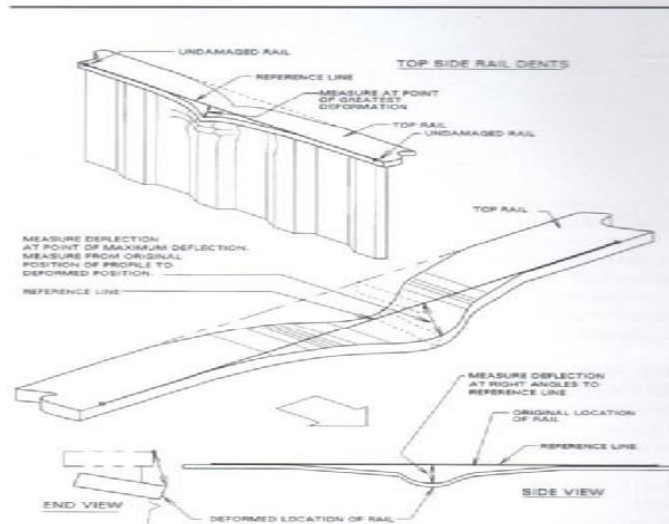 UNDAMAGED RAIL
TOP SIDE RAIL DENTS
REFERENCE LINE
MEASURE AT POINT
OF GREATEST
DEFORMATION
TOP RAIL
UNDAMAGED RAIL
TOP RAIL
MEASURE DEFLECTION
AT POINT OF MAXIMUM DEFLECTION.
MEASURE FROM ORIGINAL
POSITION OF PROFILE TO
DEFORMED POSITION.
REFERENCE LINE
MEASURE DEFLECTION
AT RIGHT ANGLES TO
REFERENCE LINE
ORIGINAL LOCATION
OF RAIL
REFERENCE LINE
END VIEW
SIDE VIEW
DEFORMED LOCATION OF RAIL